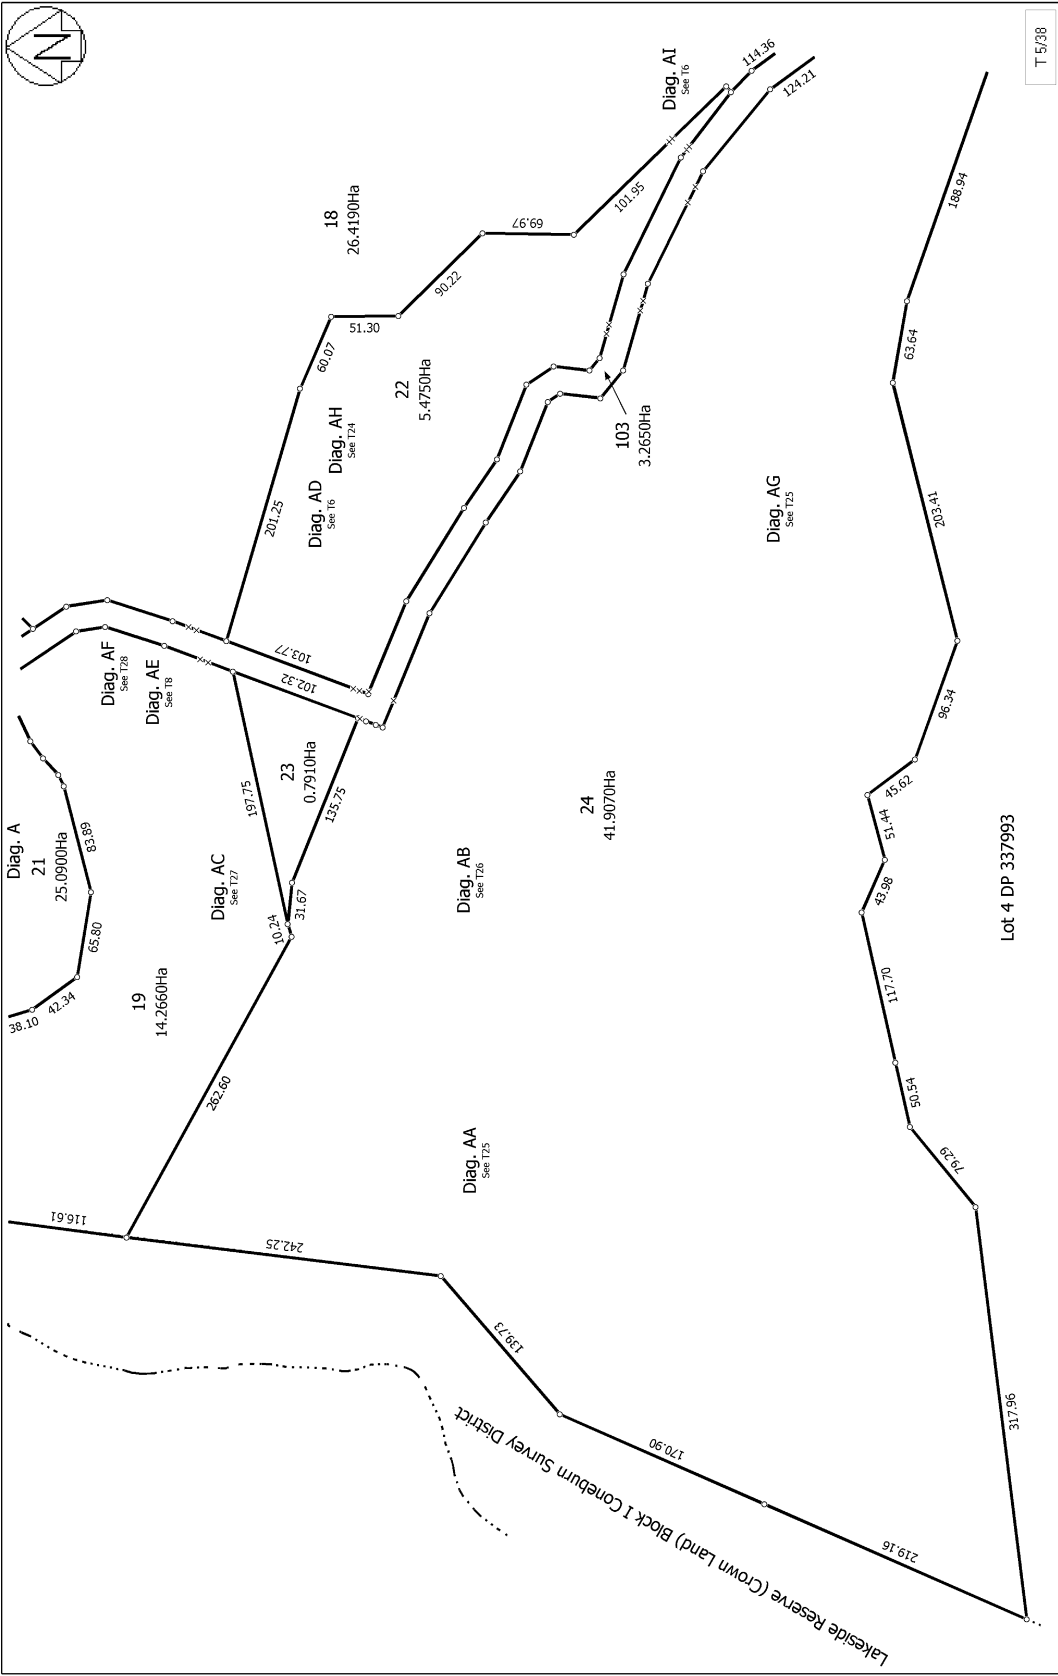 N
T 5/38
Diag. A
21
25.0900Ha
38.10
42.34
65.80
83.89
Diag. AF
See T28
Diag. AE
See T8
Diag. AC
See T27
19
14.2660Ha
116.61
262.60
10.24
197.75
31.67
23
0.7910Ha
135.75
102.32
103.77
201.25
Diag. AD
See T6
Diag. AH
See T24
60.07
51.30
18
26.4190Ha
90.22
69.97
22
5.4750Ha
101.95
Diag. AI
See T6
114.36
124.21
103
3.2650Ha
242.25
Diag. AA
See T25
Diag. AB
See T26
24
41.9070Ha
Diag. AG
See T25
139.73
170.90
219.16
Lakeside Reserve (Crown Land) Block I Coneburn Survey District
317.96
79.29
50.54
117.70
43.98
51.44
45.62
96.34
203.41
63.64
188.94
Lot 4 DP 337993